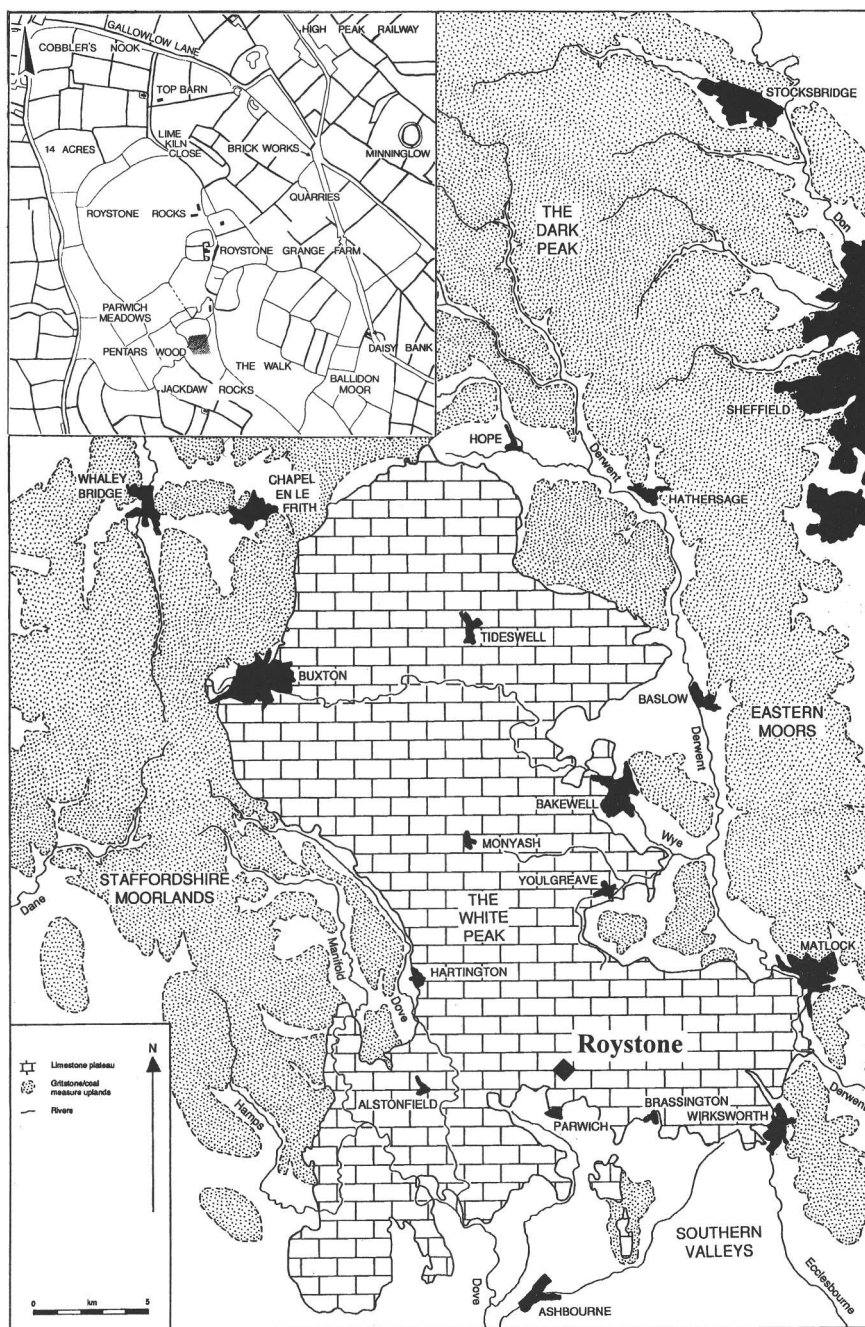 GALLOWLOW LANE
COBBLER'S NOOK
HIGH PEAK RAILWAY
TOP BARN
LIME
KILN
CLOSE
BRICK WORKS
MINNINGLOW
14 ACRES
QUARRIES
ROYSTONE ROCKS
ROYSTONE GRANGE FARM
PARWICH
MEADOWS
PENTARS WOOD
THE WALK
DAISY BANK
JACKDAW ROCKS
BALLIDON
MOOR
STOCKSBRIDGE
THE
DARK
PEAK
Don
SHEFFIELD
HOPE
Derwent
HATHERSAGE
WHALEY
BRIDGE
CHAPEL
EN LE
FRITH
TIDESWELL
BUXTON
BASLOW
EASTERN
MOORS
Derwent
BAKEWELL
Wye
MONYASH
YOULGREAVE
STAFFORDSHIRE
MOORLANDS
Dane
THE
WHITE
PEAK
Manifold
Dove
HARTINGTON
MATLOCK
Roystone
Derwent
ALSTONFIELD
PARWICH
BRASSINGTON
WIRKSWORTH
Hamps
SOUTHERN
VALLEYS
Dove
ASHBOURNE
Ecclesbourne
N
Limestone plateau
Gritstone/coal
measure uplands
Rivers
0 km 5